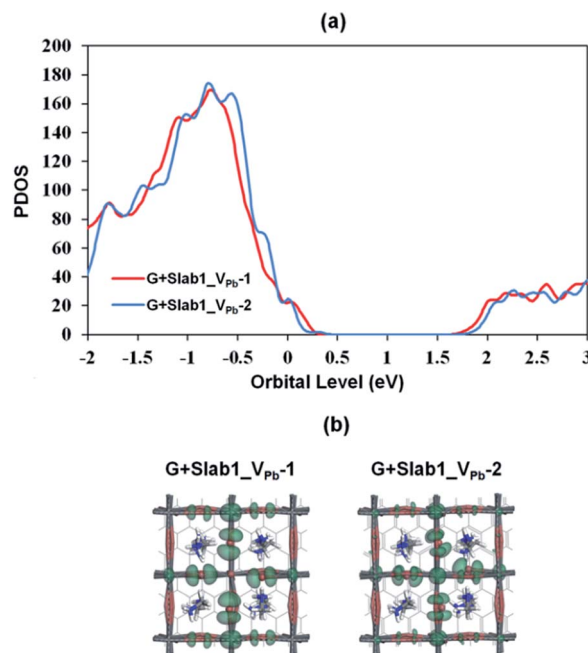 (a)
200
180
160
140
120
100
80
60
40
20
0
PDOS
G+Slab1_VPb-1
G+Slab1_VPb-2
-2 -1.5 -1 -0.5 0 0.5 1 1.5 2 2.5 3
Orbital Level (eV)
(b)
G+Slab1_VPb-1 G+Slab1_VPb-2